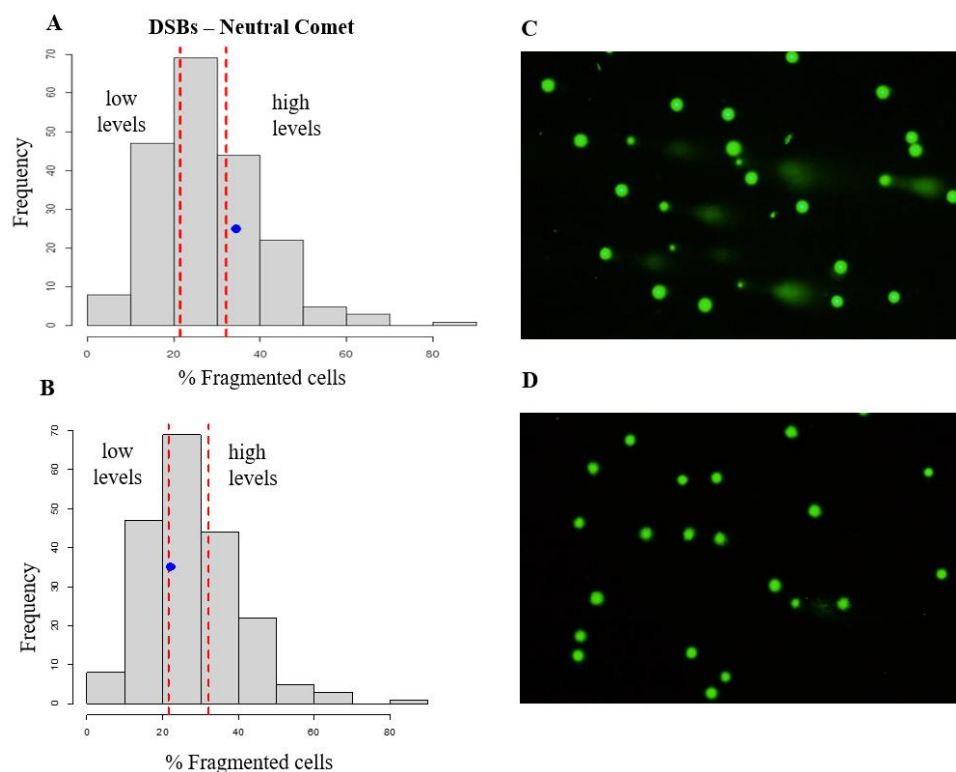 A
DSBs – Neutral Comet
70
60
50
40
30
20
10
0
Frequency
low
levels
high
levels
0 20 40 60 80
% Fragmented cells
B
70
60
50
40
30
20
10
0
Frequency
low
levels
high
levels
0 20 40 60 80
% Fragmented cells
C
D